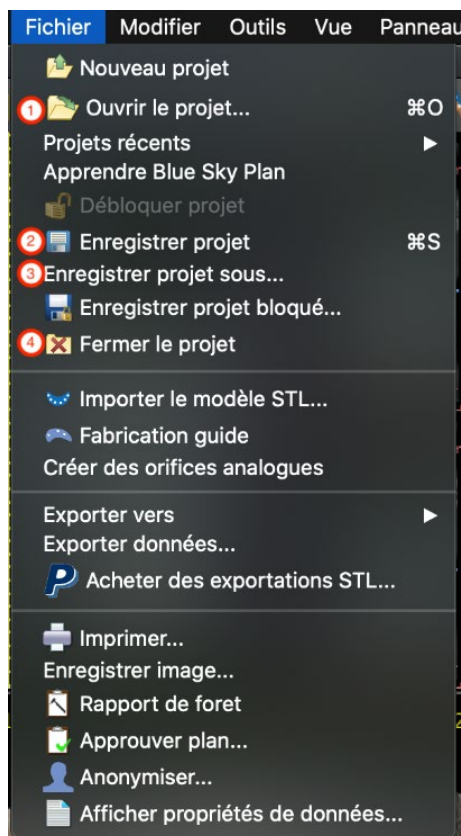 Fichier Modifier Outils Vue Panneau
Nouveau projet
1 Ouvrir le projet... ⌘O
Projets récents ▶
Apprendre Blue Sky Plan
Débloquer projet
2 Enregistrer projet ⌘S
3 Enregistrer projet sous...
Enregistrer projet bloqué...
4 Fermer le projet
Importer le modèle STL...
Fabrication guide
Créer des orifices analogues
Exporter vers ▶
Exporter données...
Acheter des exportations STL...
Imprimer...
Enregistrer image...
Rapport de foret
Approuver plan...
Anonymiser...
Afficher propriétés de données...